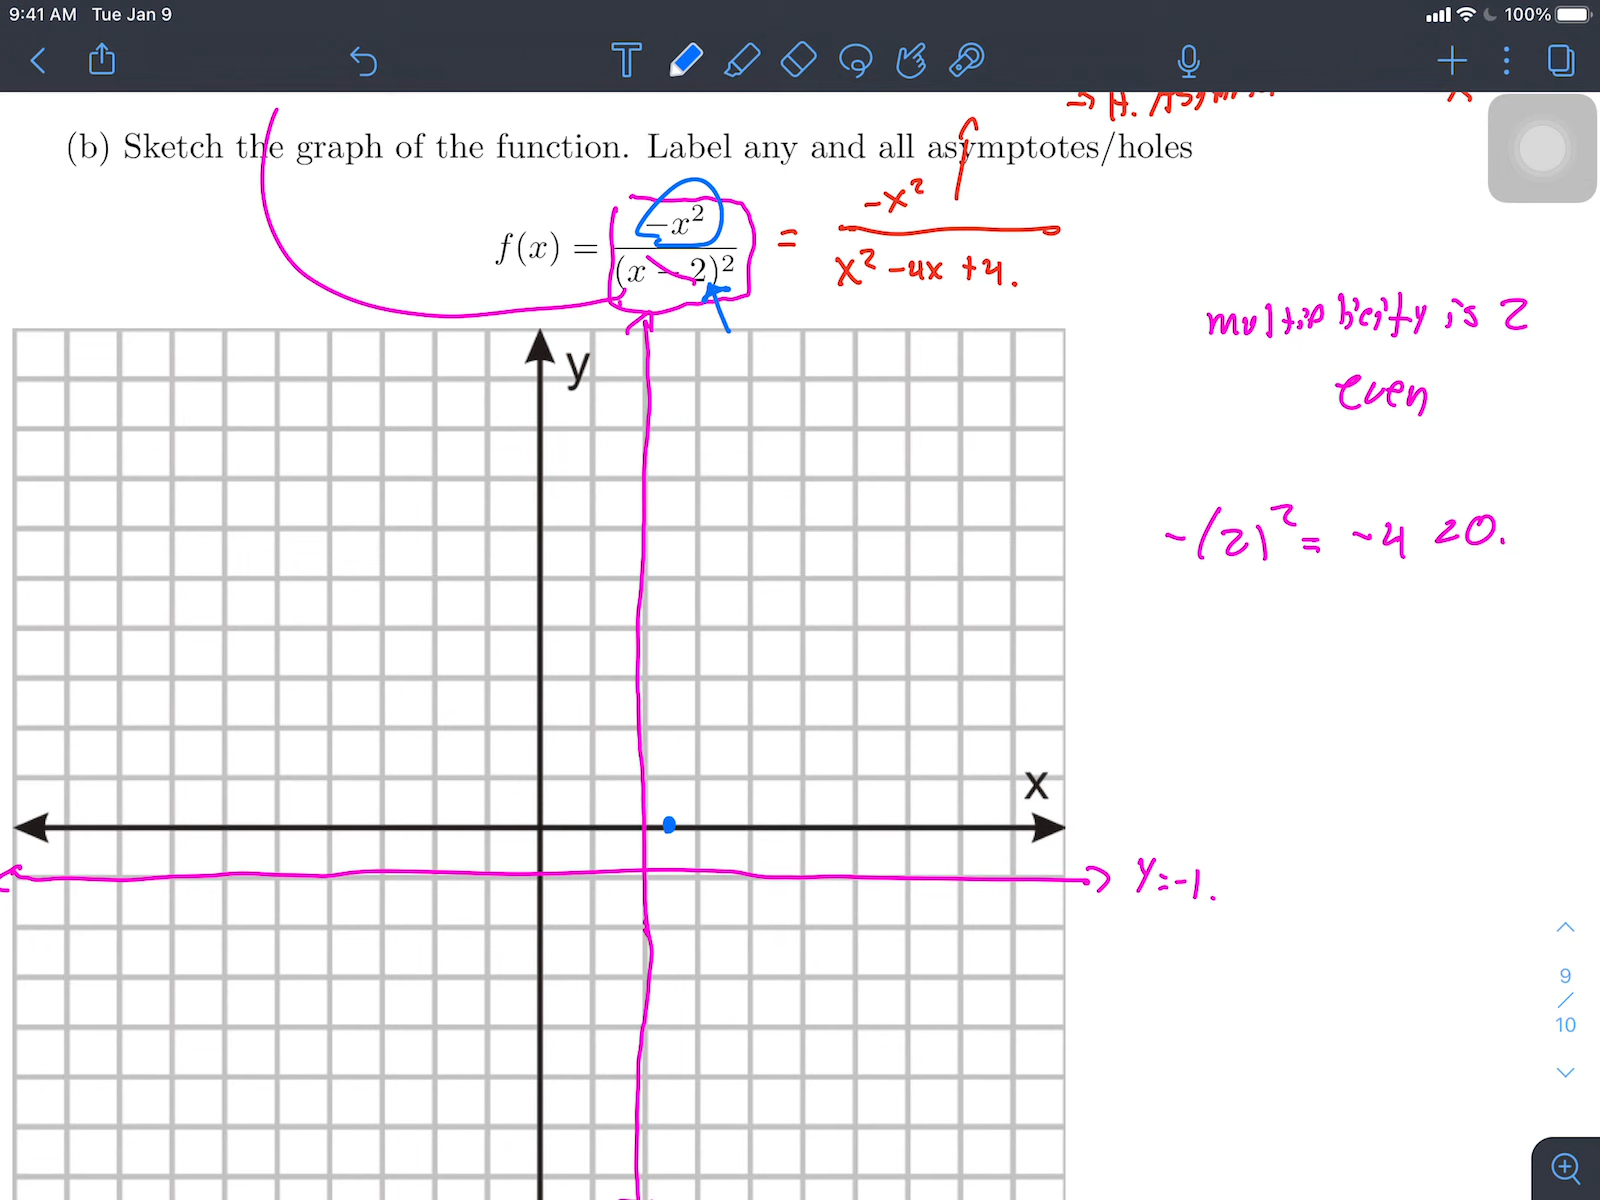 9:41 AM Tue Jan 9
100%
(b) Sketch the graph of the function. Label any and all asymptotes/holes
f(x) = -x² / (x - 2)² = -x² / x² -4x +4.
multiplicity is 2
even
-(2)² = -4 <0.
y
x
y=-1.
9
/
10